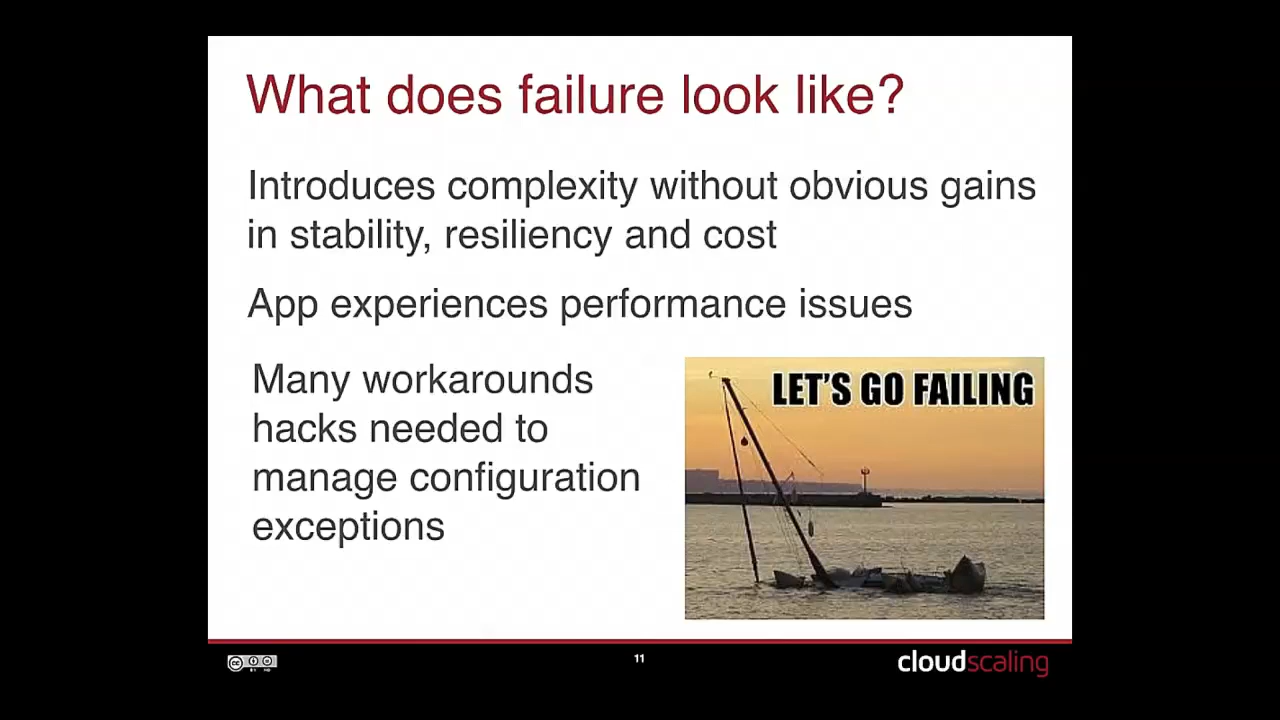 What does failure look like?
Introduces complexity without obvious gains
in stability, resiliency and cost
App experiences performance issues
Many workarounds
hacks needed to
manage configuration
exceptions
LET'S GO FAILING
11
cloudscaling